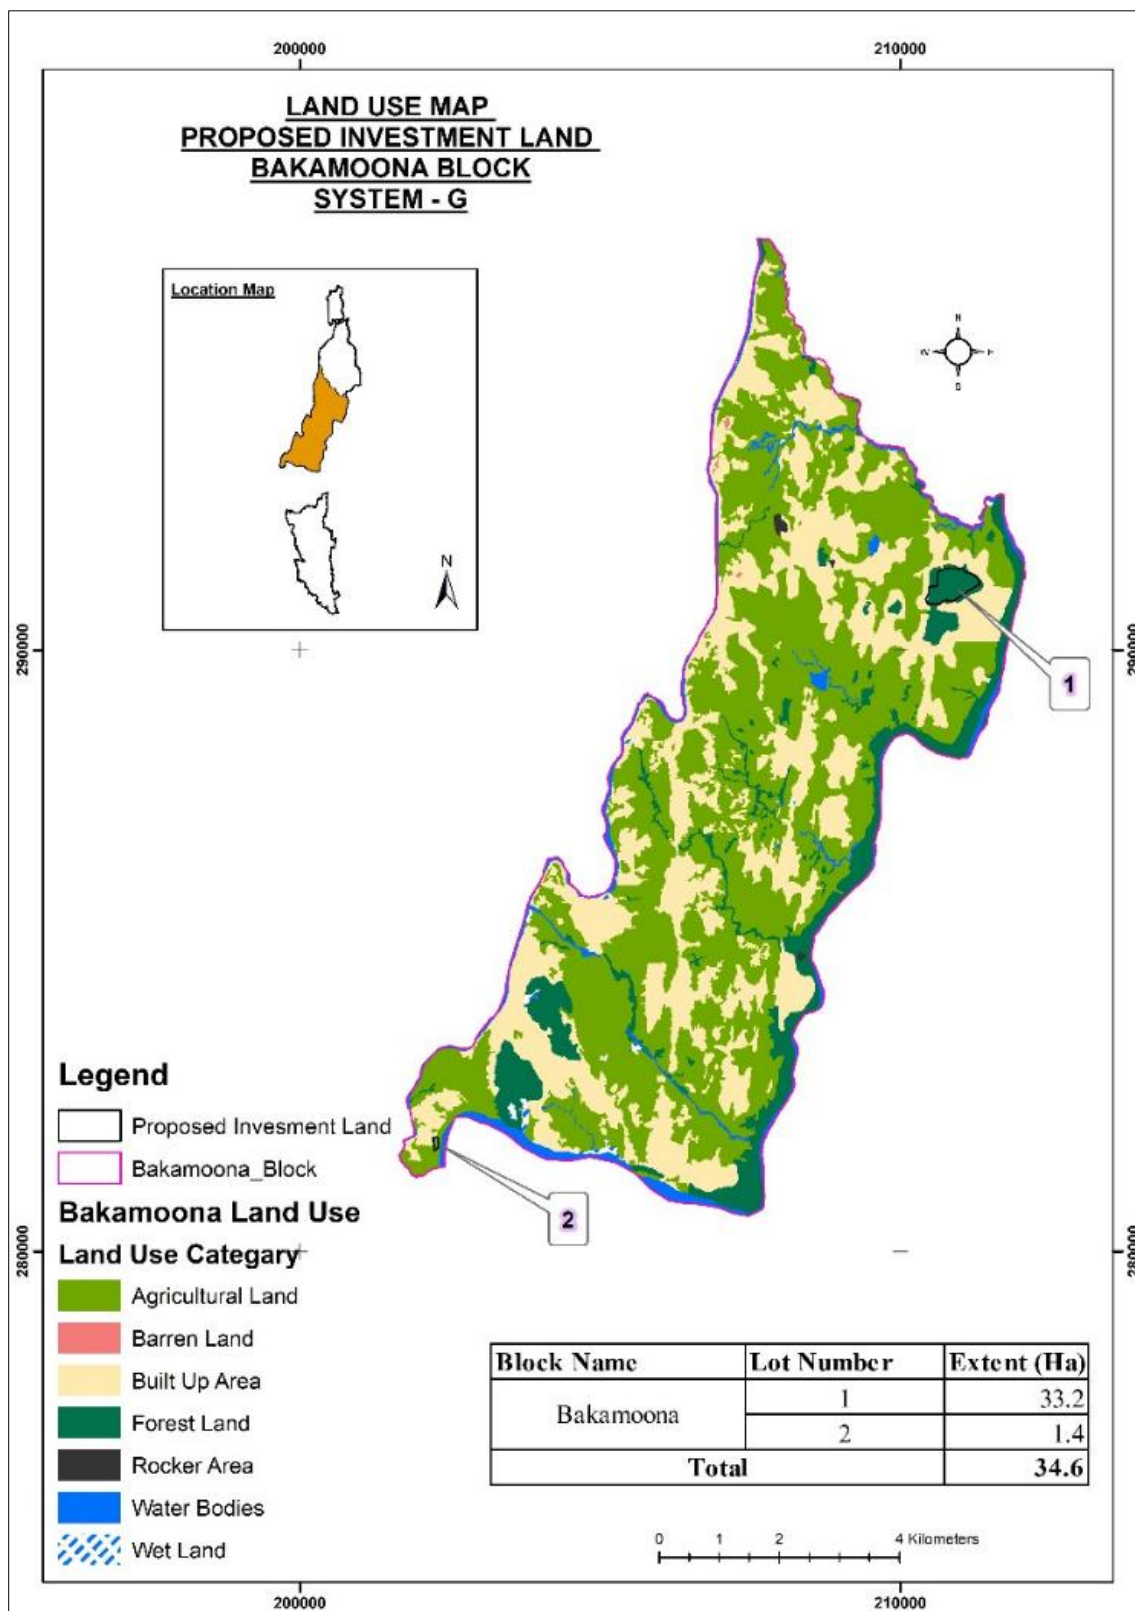 200000
210000
LAND USE MAP
PROPOSED INVESTMENT LAND
BAKAMOONA BLOCK
SYSTEM - G
Location Map
N
N
W
E
S
290000
290000
1
Legend
Proposed Invesment Land
Bakamoona_Block
2
Bakamoona Land Use
Land Use Categary
280000
280000
Agricultural Land
Barren Land
Built Up Area
Forest Land
Rocker Area
Water Bodies
Wet Land
Block Name Lot Number Extent (Ha)
Bakamoona 1 33.2
2 1.4
Total 34.6
0 1 2 4 Kilometers
200000
210000